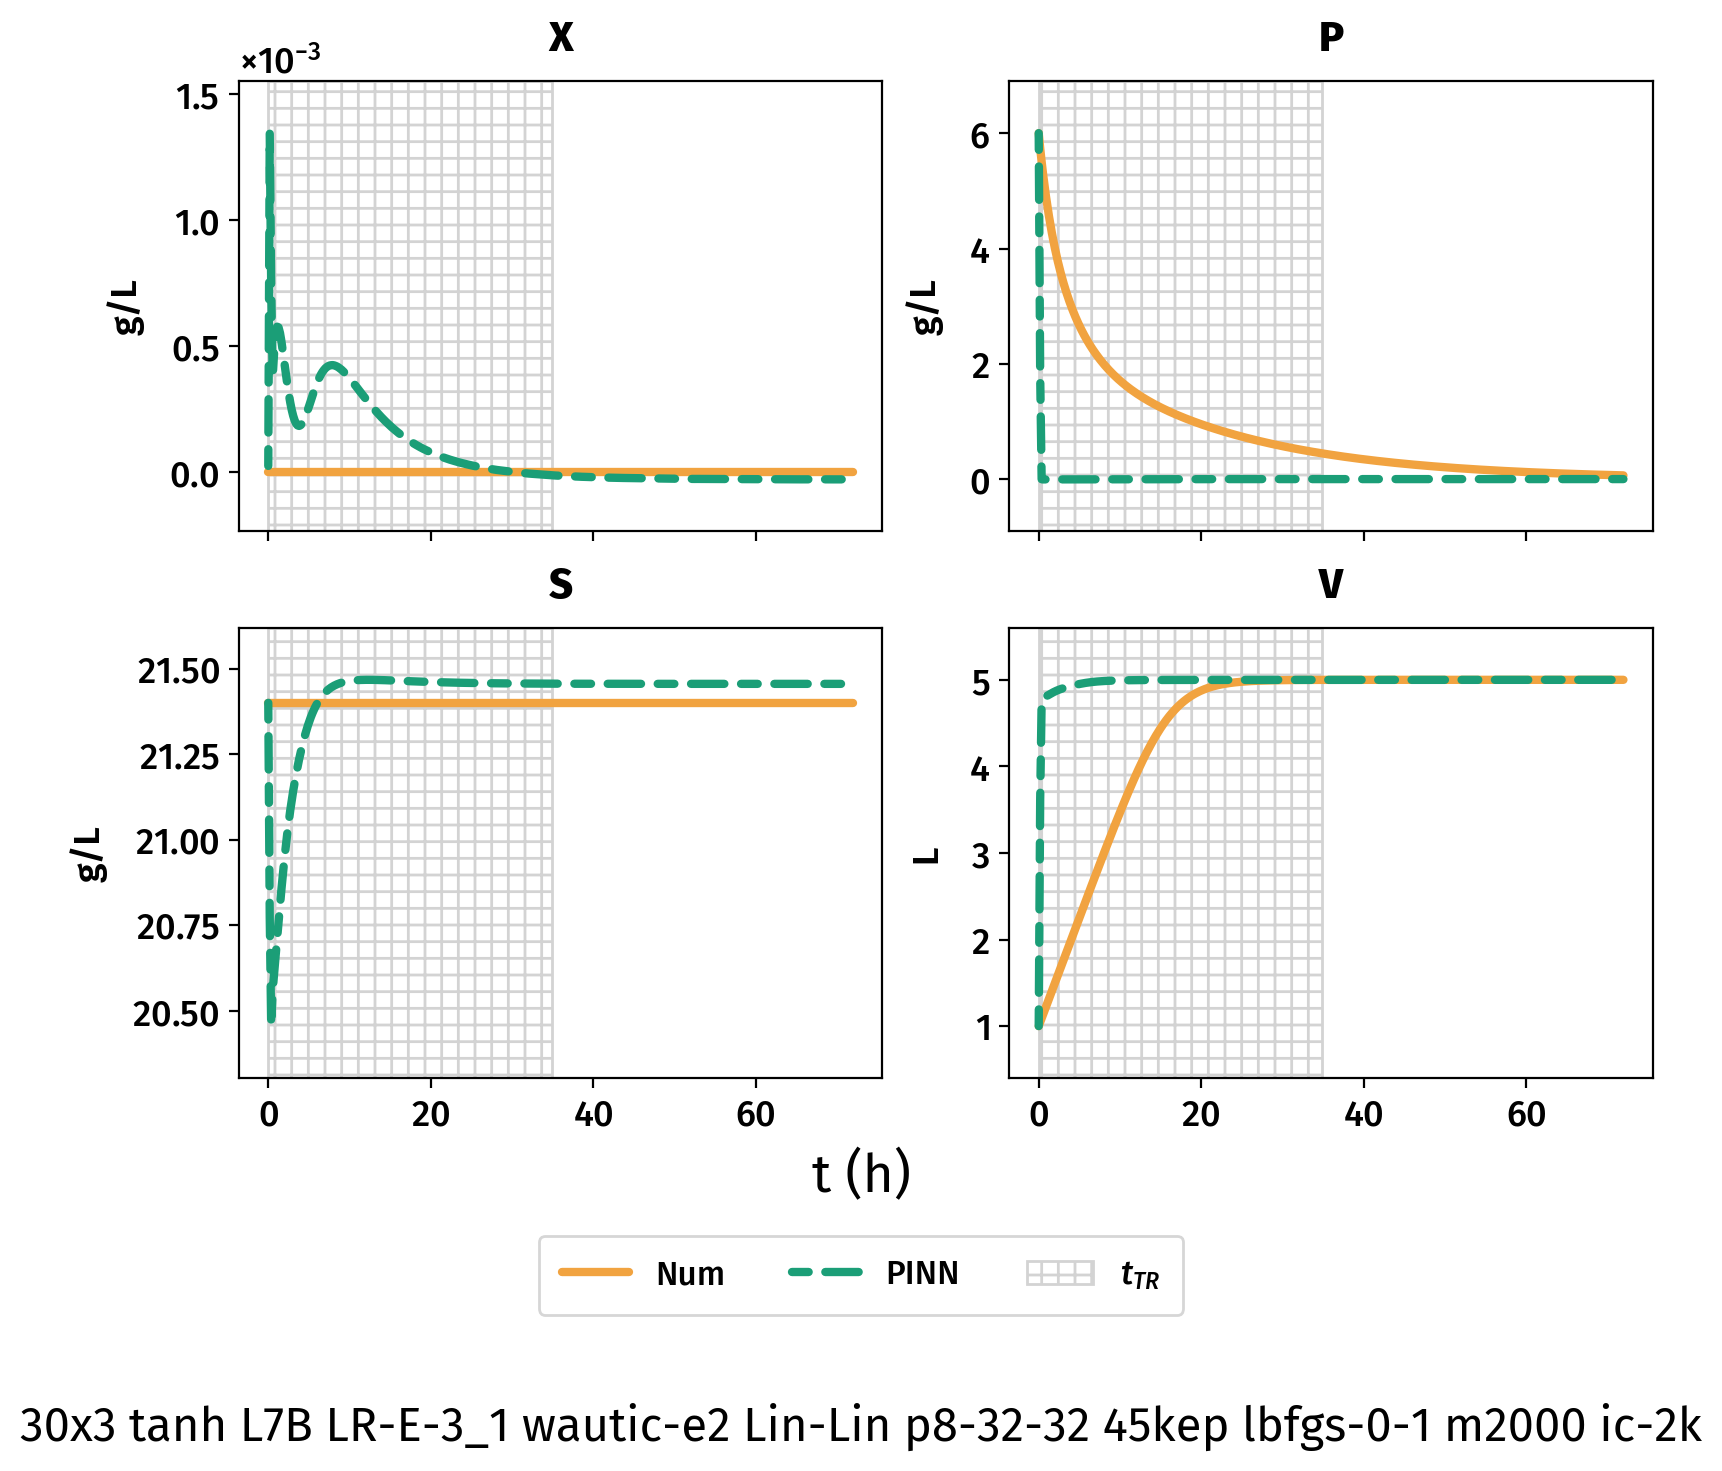 X
×10⁻³
1.5
1.0
0.5
0.0
g/L
P
6
4
2
0
g/L
S
21.50
21.25
21.00
20.75
20.50
g/L
0 20 40 60
V
5
4
3
2
1
L
0 20 40 60
t (h)
Num PINN t_TR
30x3 tanh L7B LR-E-3_1 wautic-e2 Lin-Lin p8-32-32 45kep lbfgs-0-1 m2000 ic-2k